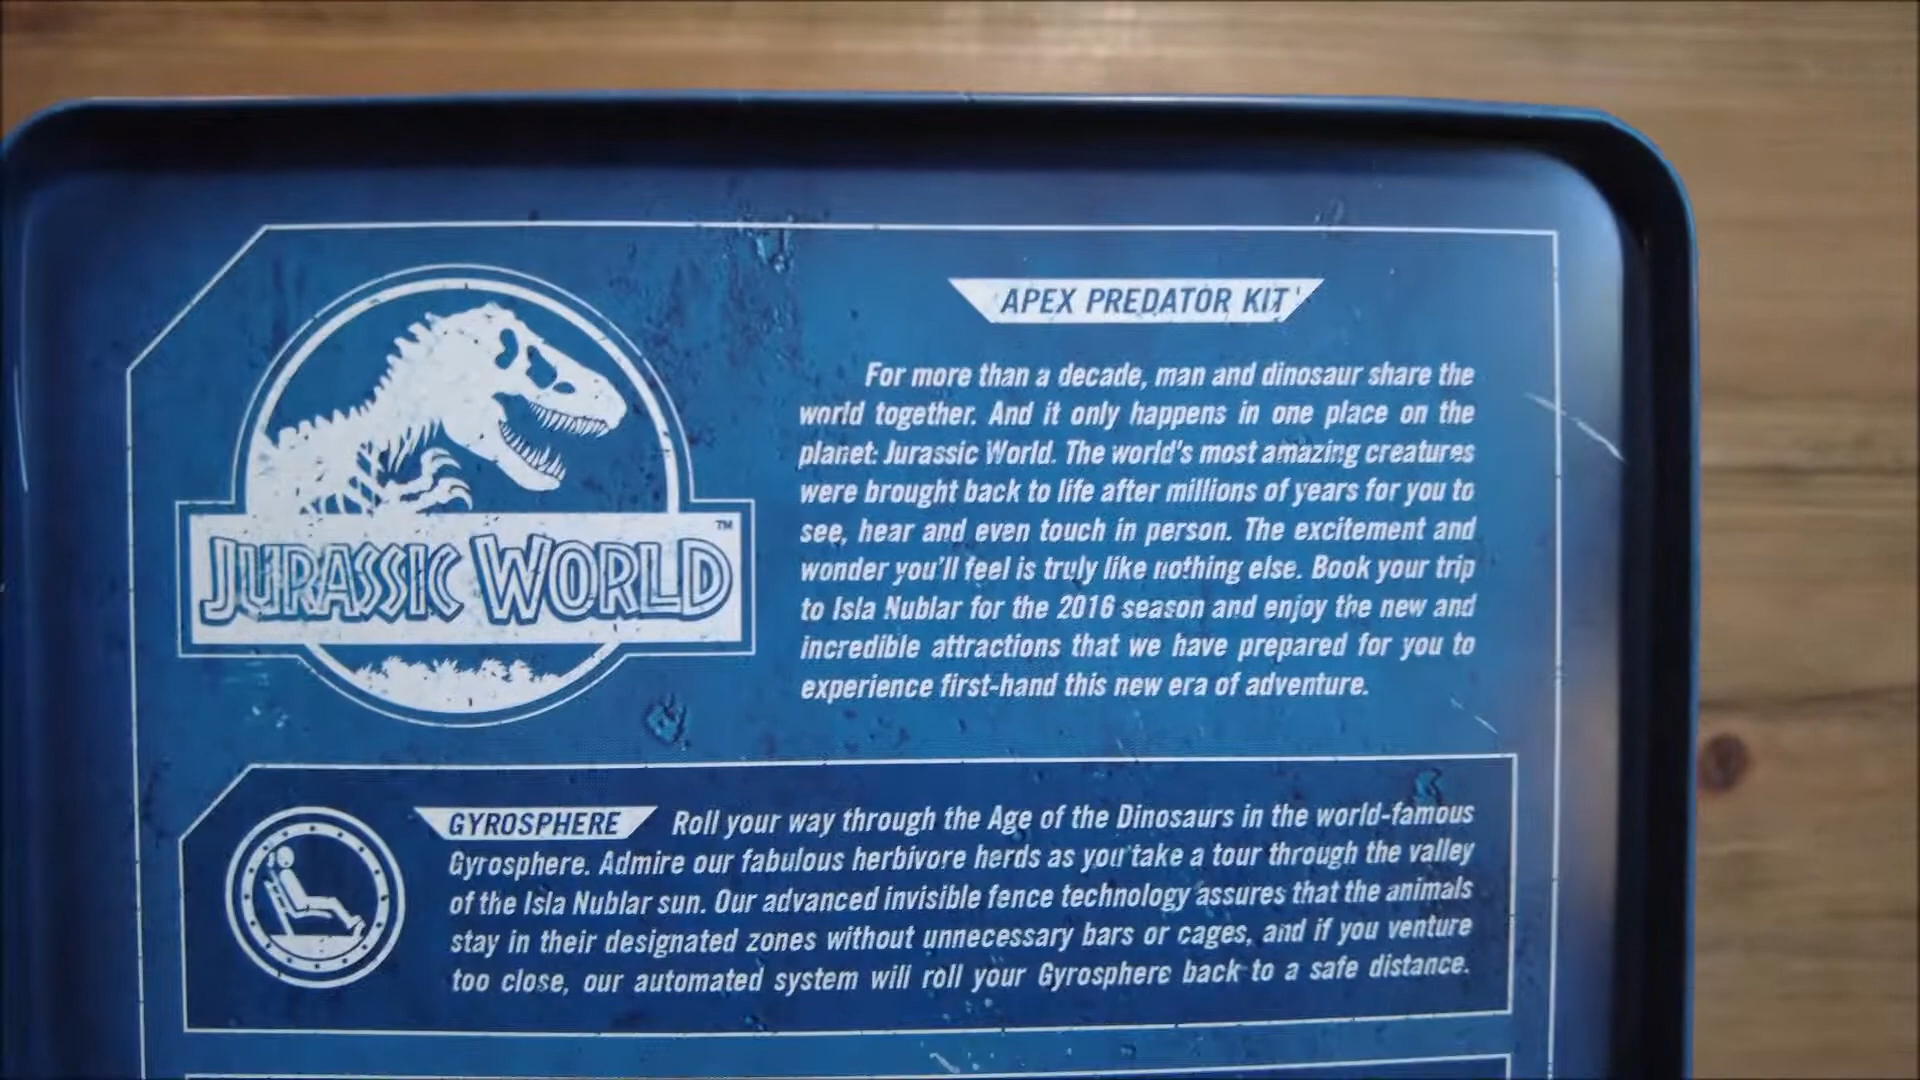 APEX PREDATOR KIT
For more than a decade, man and dinosaur share the
world together. And it only happens in one place on the
planet: Jurassic World. The world's most amazing creatures
were brought back to life after millions of years for you to
see, hear and even touch in person. The excitement and
wonder you'll feel is truly like nothing else. Book your trip
to Isla Nublar for the 2016 season and enjoy the new and
incredible attractions that we have prepared for you to
experience first-hand this new era of adventure.
JURASSIC WORLD TM
GYROSPHERE Roll your way through the Age of the Dinosaurs in the world-famous
Gyrosphere. Admire our fabulous herbivore herds as you take a tour through the valley
of the Isla Nublar sun. Our advanced invisible fence technology assures that the animals
stay in their designated zones without unnecessary bars or cages, and if you venture
too close, our automated system will roll your Gyrosphere back to a safe distance.